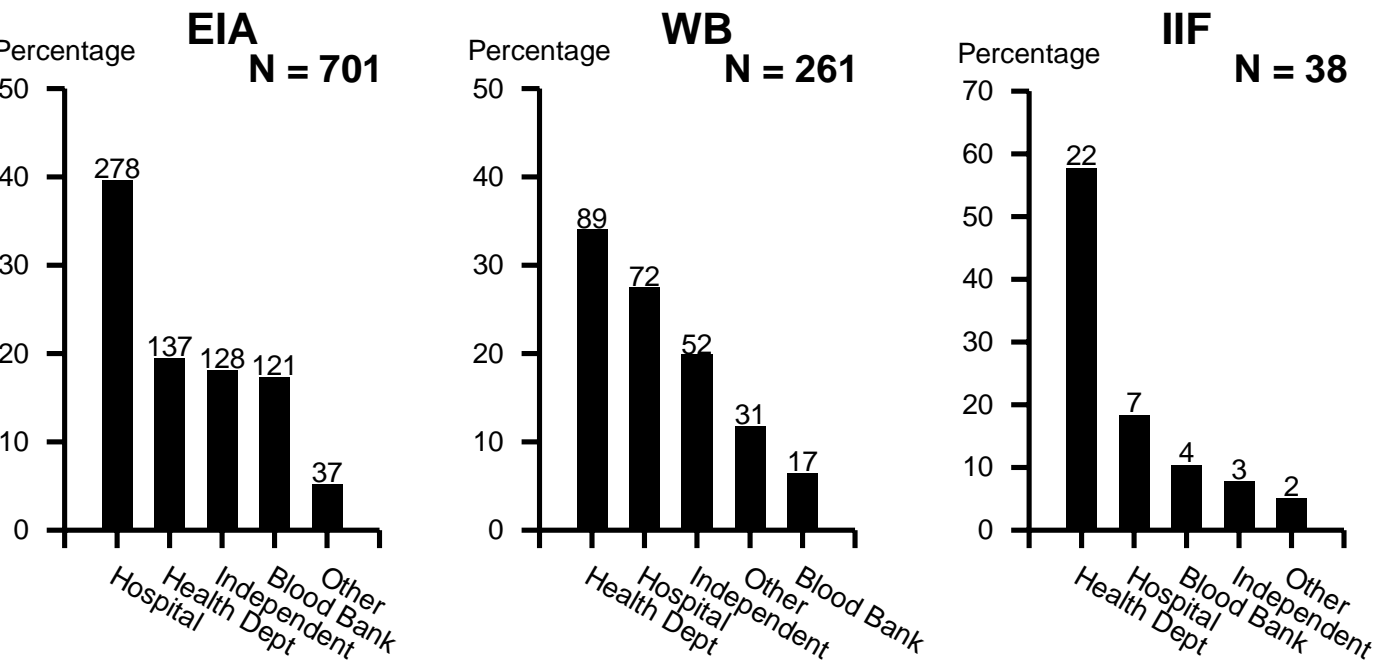 EIA
Percentage
N = 701
50
40
30
20
10
0
278
137
128
121
37
Hospital
Health Dept
Independent
Blood Bank
Other
WB
Percentage
N = 261
50
40
30
20
10
0
89
72
52
31
17
Health Dept
Hospital
Independent
Other
Blood Bank
IIF
Percentage
N = 38
70
60
50
40
30
20
10
0
22
7
4
3
2
Health Dept
Hospital
Blood Bank
Independent
Other